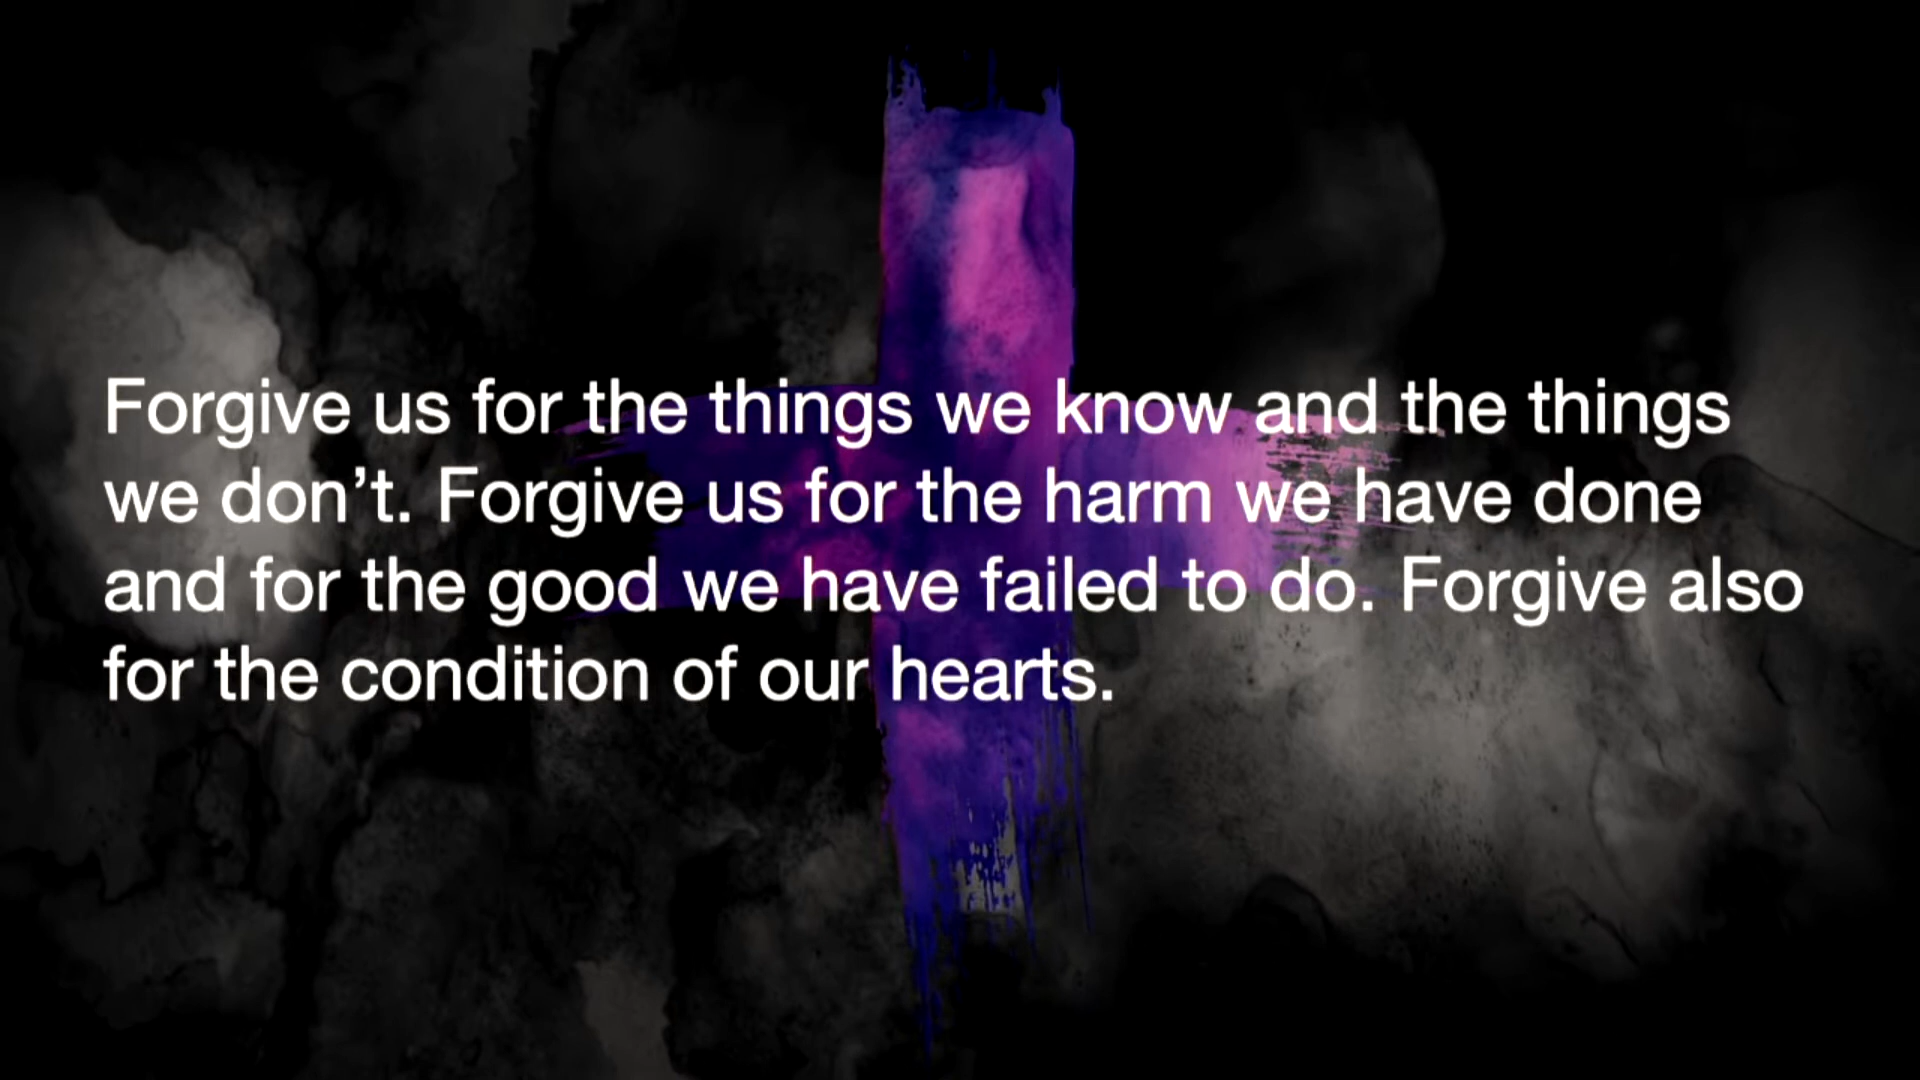 Forgive us for the things we know and the things
we don’t. Forgive us for the harm we have done
and for the good we have failed to do. Forgive also
for the condition of our hearts.